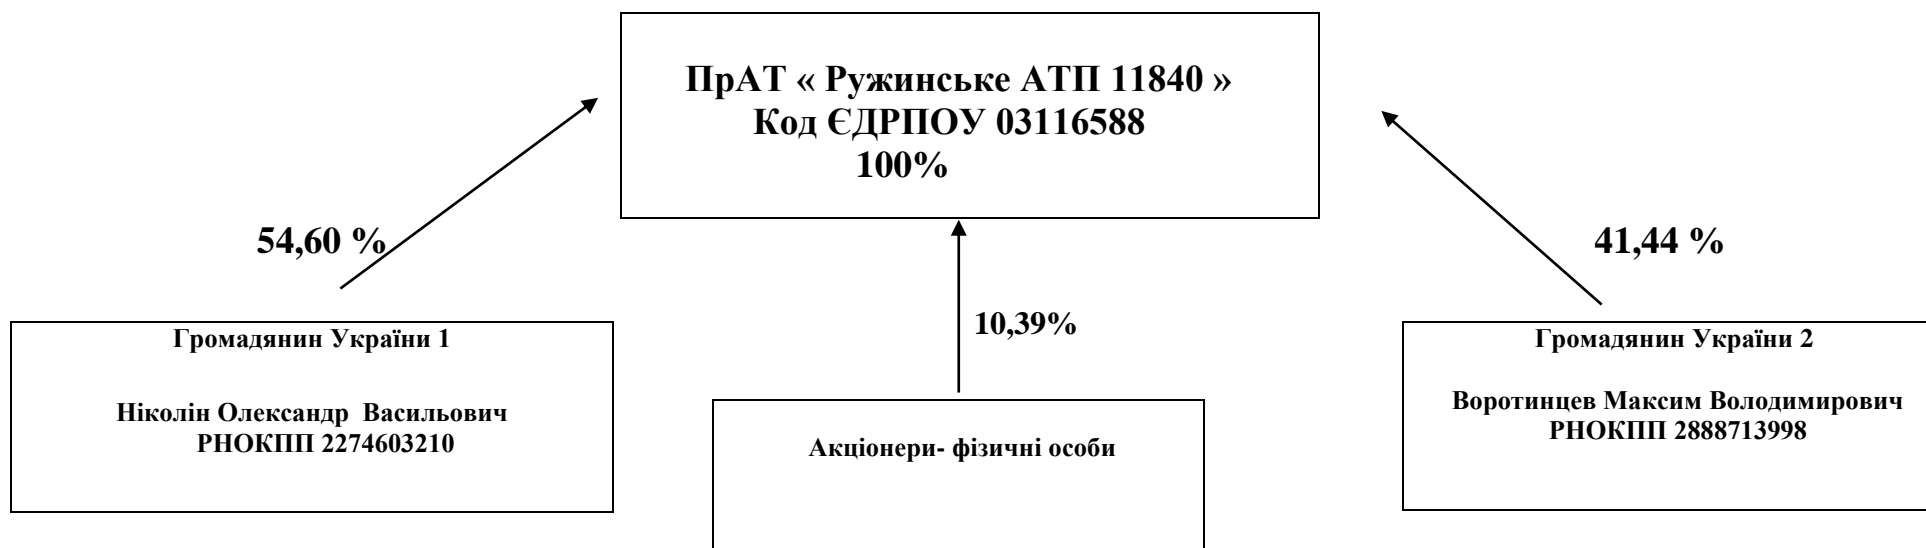 ПрАТ « Ружинське АТП 11840 »
Код ЄДРПОУ 03116588
100%
54,60 %
41,44 %
10,39%
Громадянин України 1
Ніколін Олександр Васильович
РНОКПП 2274603210
Акціонери- фізичні особи
Громадянин України 2
Воротинцев Максим Володимирович
РНОКПП 2888713998